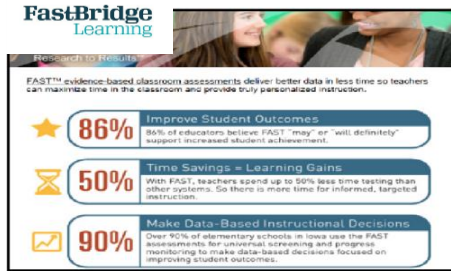 FastBridge
Learning
Research to Results™
FAST™ evidence-based classroom assessments deliver better data in less time so teachers
can maximize time in the classroom and provide truly personalized instruction.
86%
Improve Student Outcomes
86% of educators believe FAST "may" or "will definitely"
support increased student achievement.
50%
Time Savings = Learning Gains
With FAST, teachers spend up to 50% less time testing than
other systems. So there is more time for informed, targeted
instruction.
90%
Make Data-Based Instructional Decisions
Over 90% of elementary schools in Iowa use the FAST
assessments for universal screening and progress
monitoring to make data-based decisions focused on
improving student outcomes.